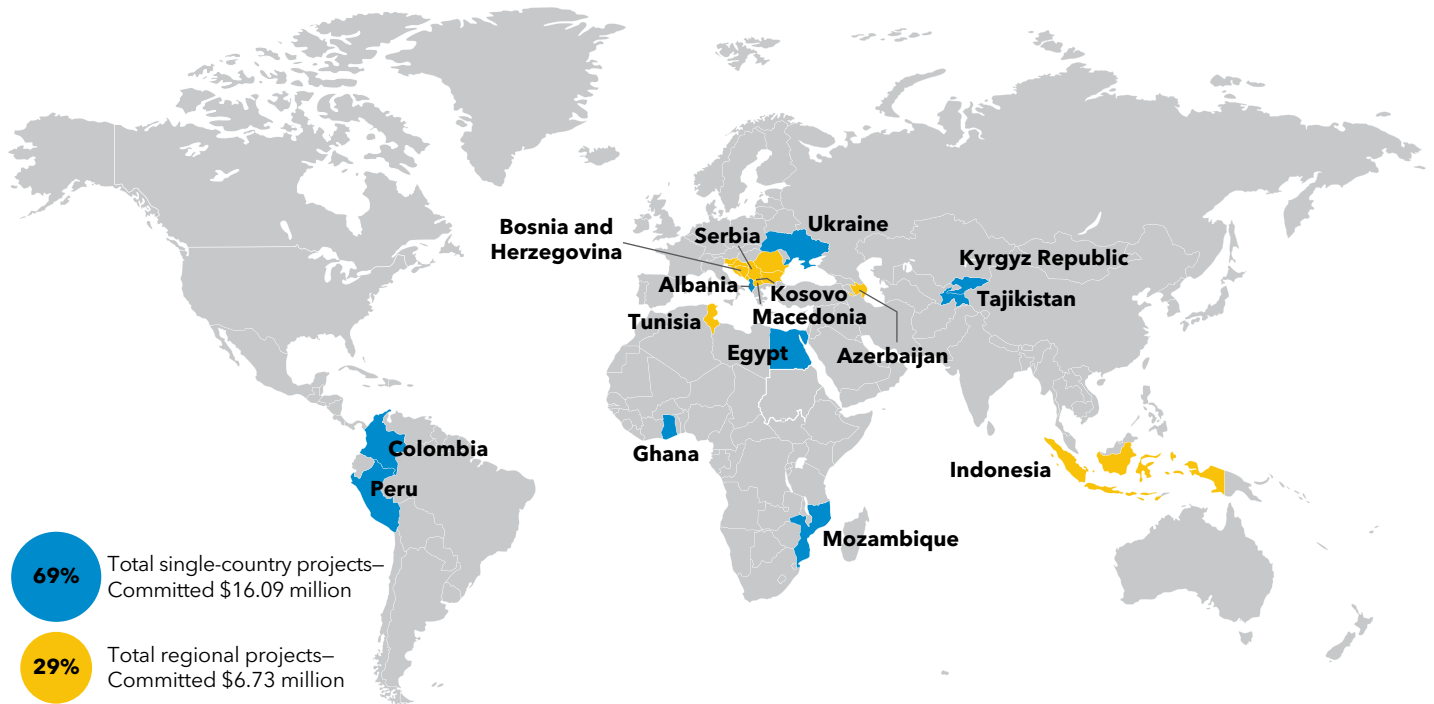 Bosnia and
Herzegovina
Serbia
Ukraine
Albania
Kosovo
Macedonia
Tunisia
Egypt
Azerbaijan
Kyrgyz Republic
Tajikistan
Colombia
Peru
Ghana
Indonesia
Mozambique
69%
Total single-country projects—
Committed $16.09 million
29%
Total regional projects—
Committed $6.73 million